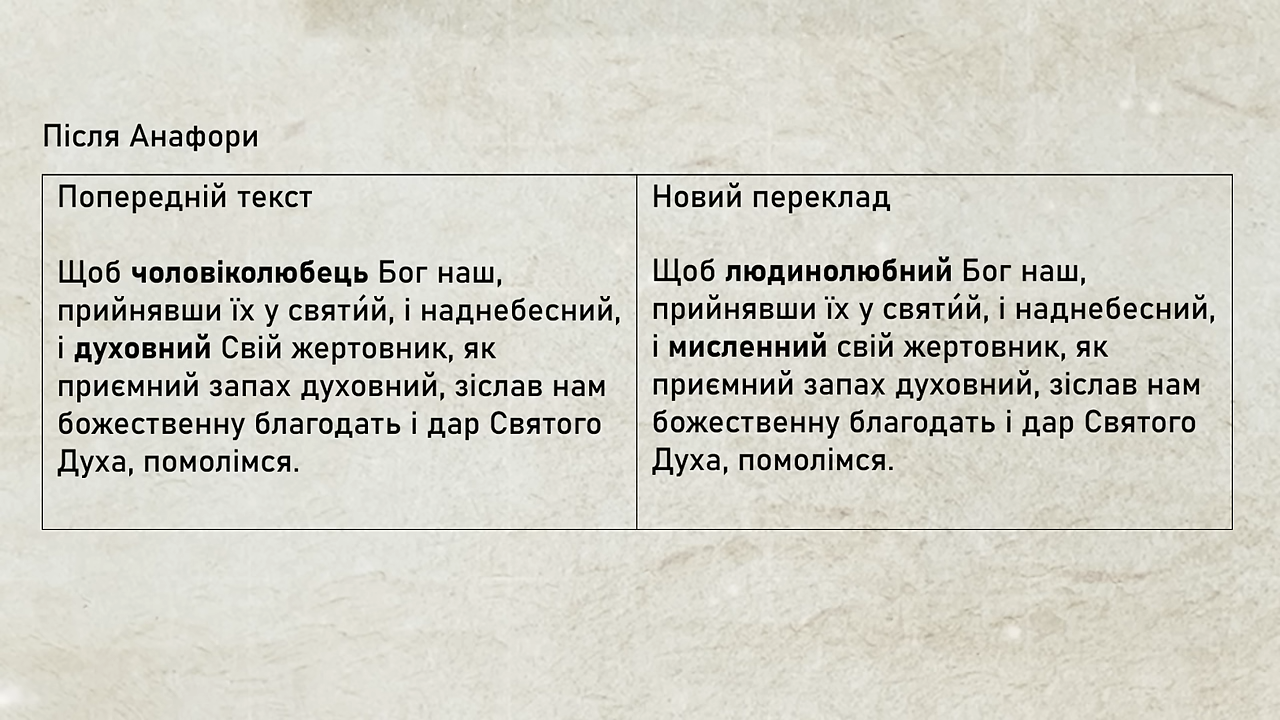 Після Анафори
Попередній текст
Щоб чоловіколюбець Бог наш,
прийнявши їх у святи́й, і наднебесний,
і духовний Свій жертовник, як
приємний запах духовний, зіслав нам
божественну благодать і дар Святого
Духа, помолімся.
Новий переклад
Щоб людинолюбний Бог наш,
прийнявши їх у святи́й, і наднебесний,
і мисленний свій жертовник, як
приємний запах духовний, зіслав нам
божественну благодать і дар Святого
Духа, помолімся.